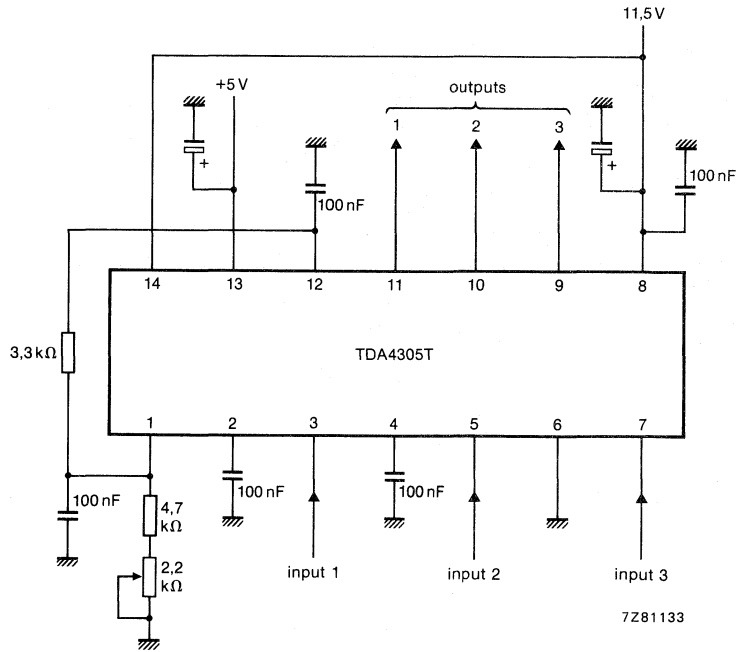 11,5 V
+5 V
outputs
1 2 3
+
+
100 nF
100 nF
14 13 12 11 10 9 8
3,3 kΩ
TDA4305T
1 2 3 4 5 6 7
100 nF
4,7 kΩ
100 nF
100 nF
2,2 kΩ
input 1
input 2
input 3
7Z81133